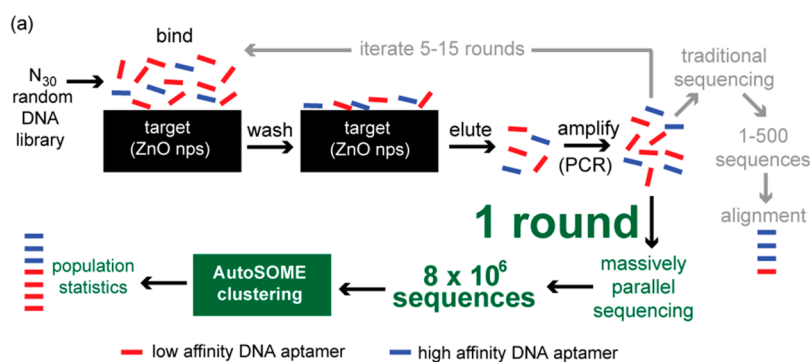 (a)
bind
iterate 5-15 rounds
N30
random
DNA
library
target
(ZnO nps)
wash
target
(ZnO nps)
elute
amplify
(PCR)
traditional
sequencing
1-500
sequences
alignment
1 round
massively
parallel
sequencing
8 x 10⁶
sequences
AutoSOME
clustering
population
statistics
low affinity DNA aptamer
high affinity DNA aptamer